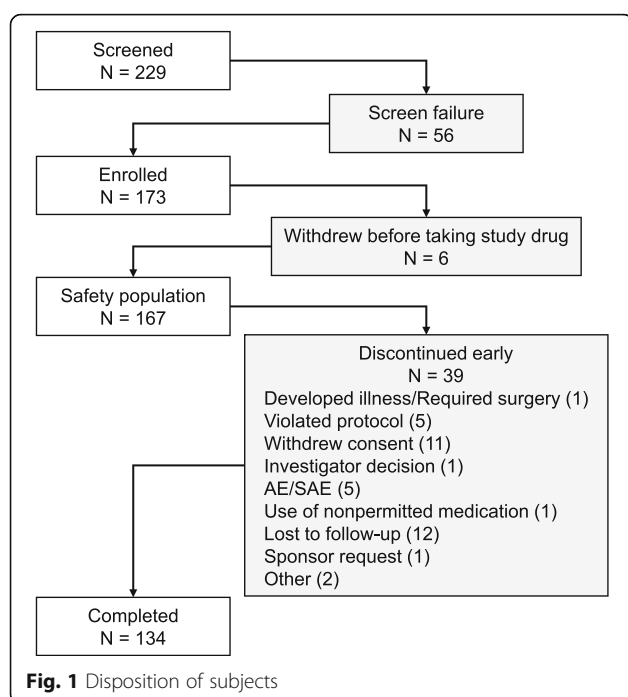 Screened
N = 229
Screen failure
N = 56
Enrolled
N = 173
Withdrew before taking study drug
N = 6
Safety population
N = 167
Discontinued early
N = 39
Developed illness/Required surgery (1)
Violated protocol (5)
Withdrew consent (11)
Investigator decision (1)
AE/SAE (5)
Use of nonpermitted medication (1)
Lost to follow-up (12)
Sponsor request (1)
Other (2)
Completed
N = 134
Fig. 1 Disposition of subjects